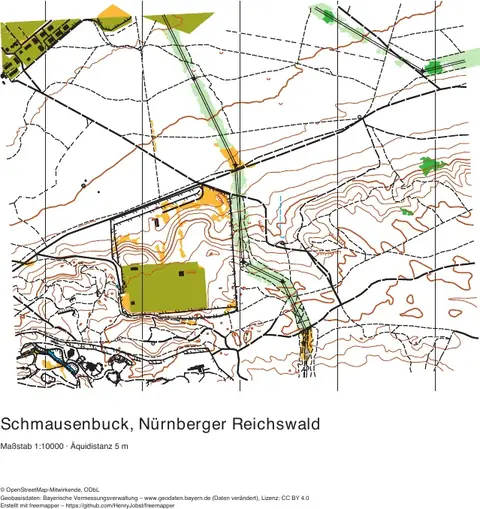 Schmausenbuck, Nürnberger Reichswald
Maßstab 1:10000 · Äquidistanz 5 m
© OpenStreetMap-Mitwirkende, ODbL
Geobasisdaten: Bayerische Vermessungsverwaltung – www.geodaten.bayern.de (Daten verändert), Lizenz: CC BY 4.0
Erstellt mit freemapper – https://github.com/HenryJobst/freemapper